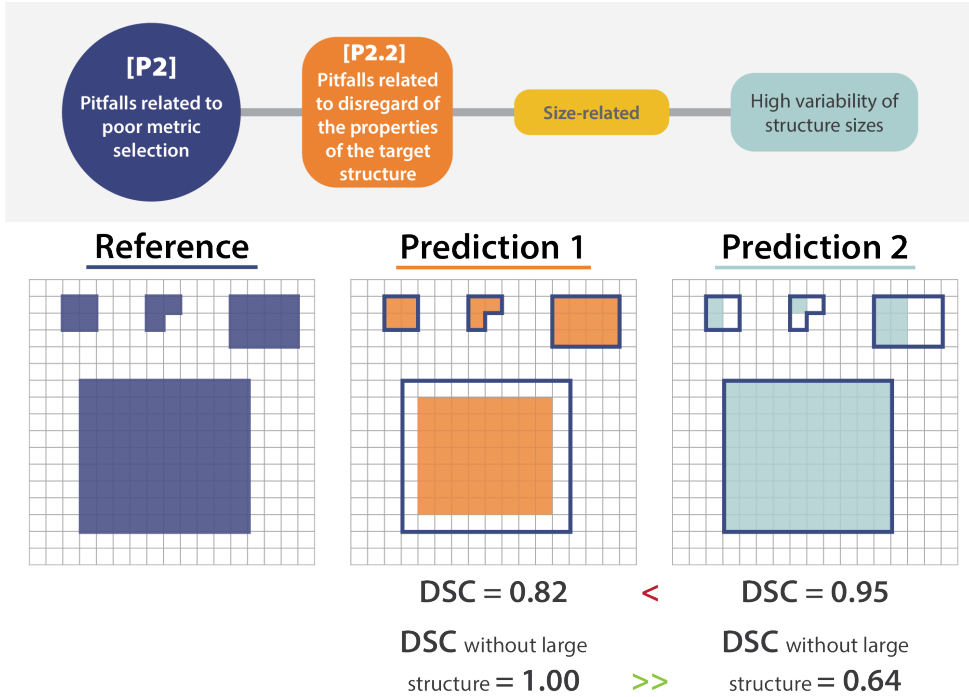 [P2]
Pitfalls related to
poor metric
selection
[P2.2]
Pitfalls related
to disregard of
the properties
of the target
structure
Size-related
High variability of
structure sizes
Reference
Prediction 1
Prediction 2
DSC = 0.82 < DSC = 0.95
DSC without large
structure = 1.00
>>
DSC without large
structure = 0.64